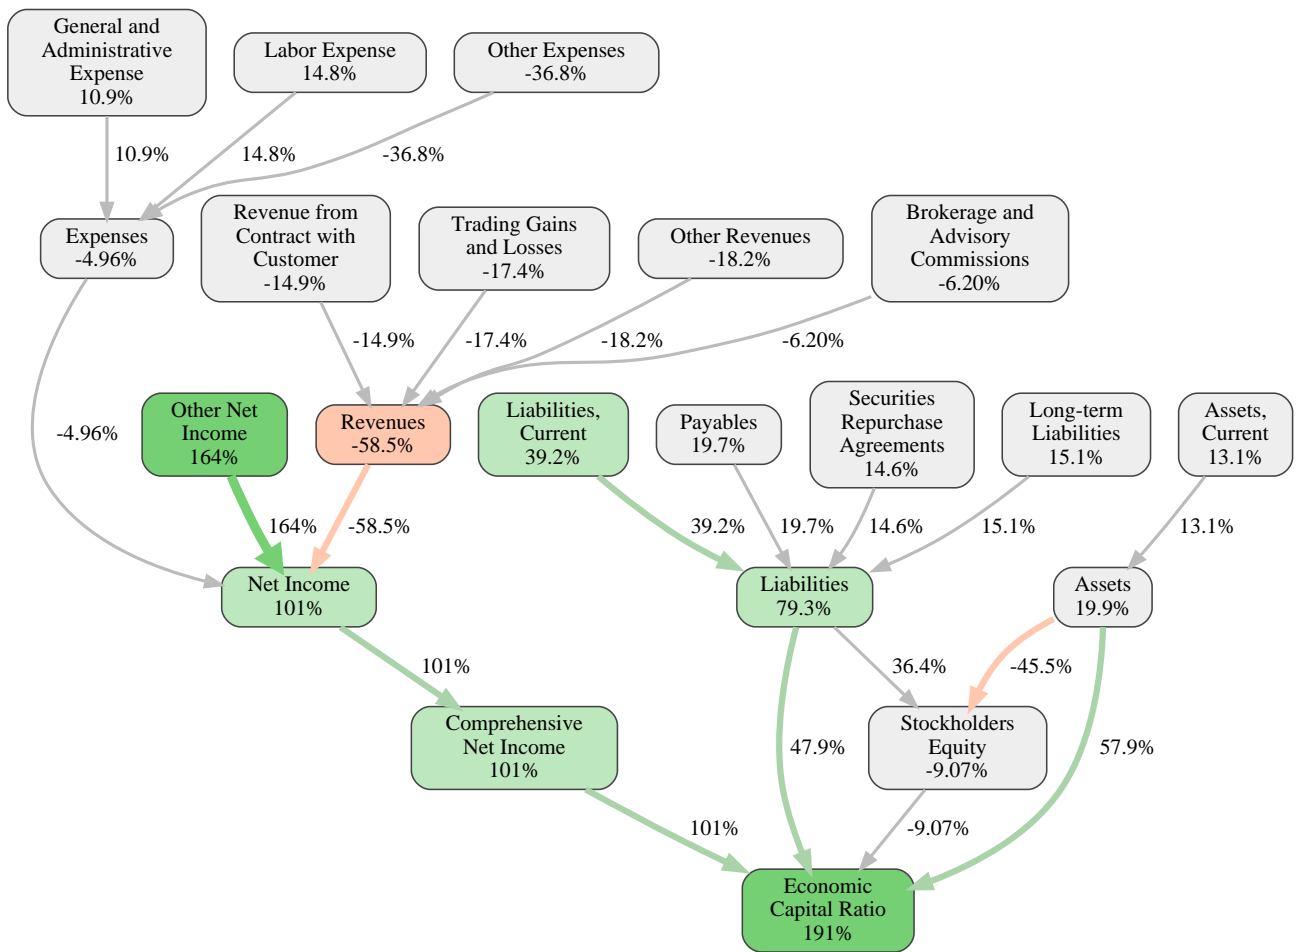 General and
Administrative
Expense
10.9%
Labor Expense
14.8%
Other Expenses
-36.8%
10.9%
14.8%
-36.8%
Expenses
-4.96%
Revenue from
Contract with
Customer
-14.9%
Trading Gains
and Losses
-17.4%
Other Revenues
-18.2%
Brokerage and
Advisory
Commissions
-6.20%
-14.9%
-17.4%
-18.2%
-6.20%
-4.96%
Other Net
Income
164%
Revenues
-58.5%
Liabilities,
Current
39.2%
Payables
19.7%
Securities
Repurchase
Agreements
14.6%
Long-term
Liabilities
15.1%
Assets,
Current
13.1%
164%
-58.5%
39.2%
19.7%
14.6%
15.1%
13.1%
Net Income
101%
Liabilities
79.3%
Assets
19.9%
101%
36.4%
-45.5%
Comprehensive
Net Income
101%
47.9%
Stockholders
Equity
-9.07%
57.9%
101%
-9.07%
Economic
Capital Ratio
191%